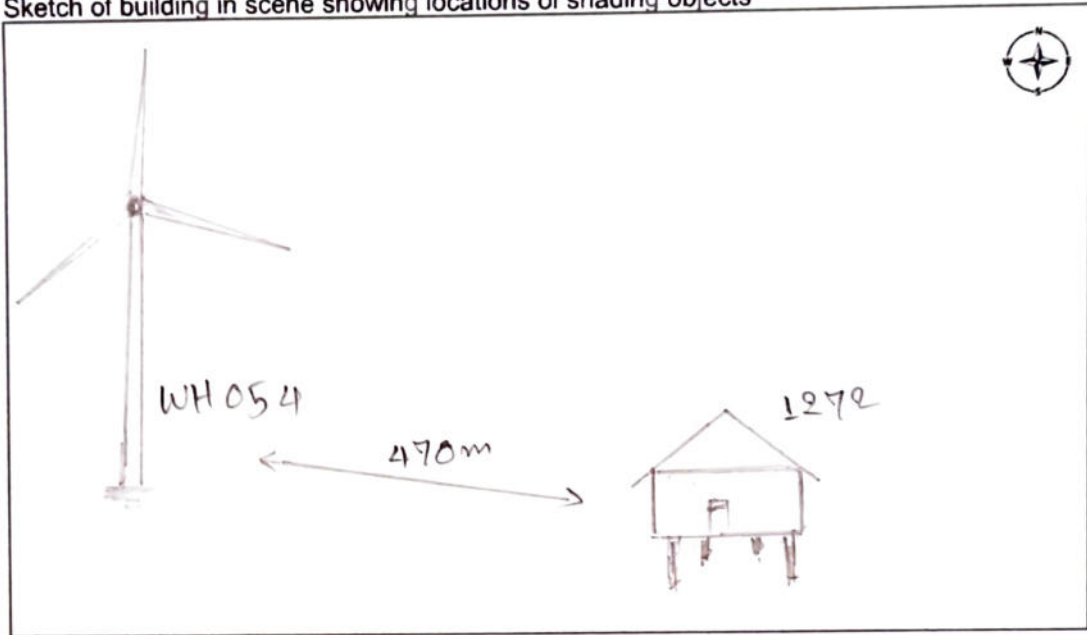 Sketch of building in scene showing locations of shading objects
N
W E
S
WH054
1272
470m